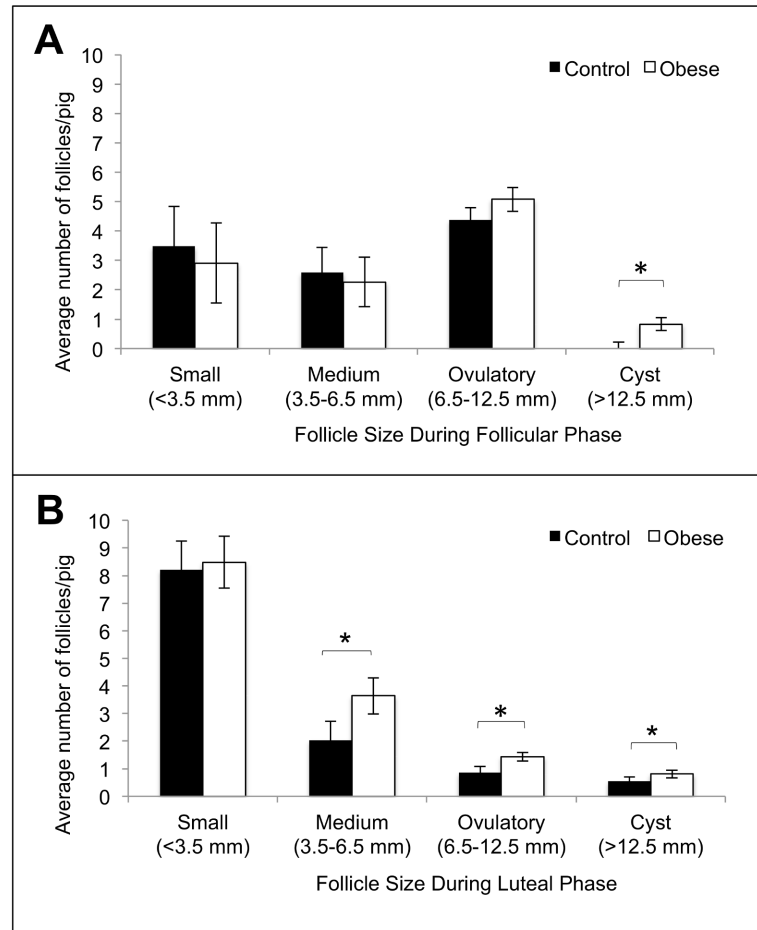 A
Average number of follicles/pig
10
9
8
7
6
5
4
3
2
1
0
Control Obese
*
Small Medium Ovulatory Cyst
(<3.5 mm) (3.5-6.5 mm) (6.5-12.5 mm) (>12.5 mm)
Follicle Size During Follicular Phase
B
Average number of follicles/pig
10
9
8
7
6
5
4
3
2
1
0
Control Obese
* * *
Small Medium Ovulatory Cyst
(<3.5 mm) (3.5-6.5 mm) (6.5-12.5 mm) (>12.5 mm)
Follicle Size During Luteal Phase